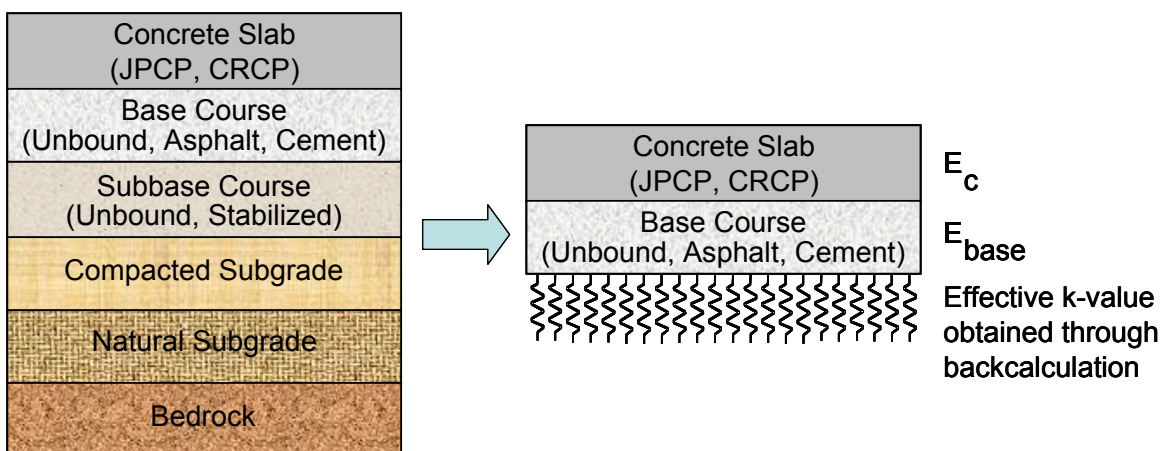 Concrete Slab
(JPCP, CRCP)
Base Course
(Unbound, Asphalt, Cement)
Subbase Course
(Unbound, Stabilized)
Compacted Subgrade
Natural Subgrade
Bedrock
Concrete Slab
(JPCP, CRCP)
Base Course
(Unbound, Asphalt, Cement)
Ec
Ebase
Effective k-value
obtained through
backcalculation